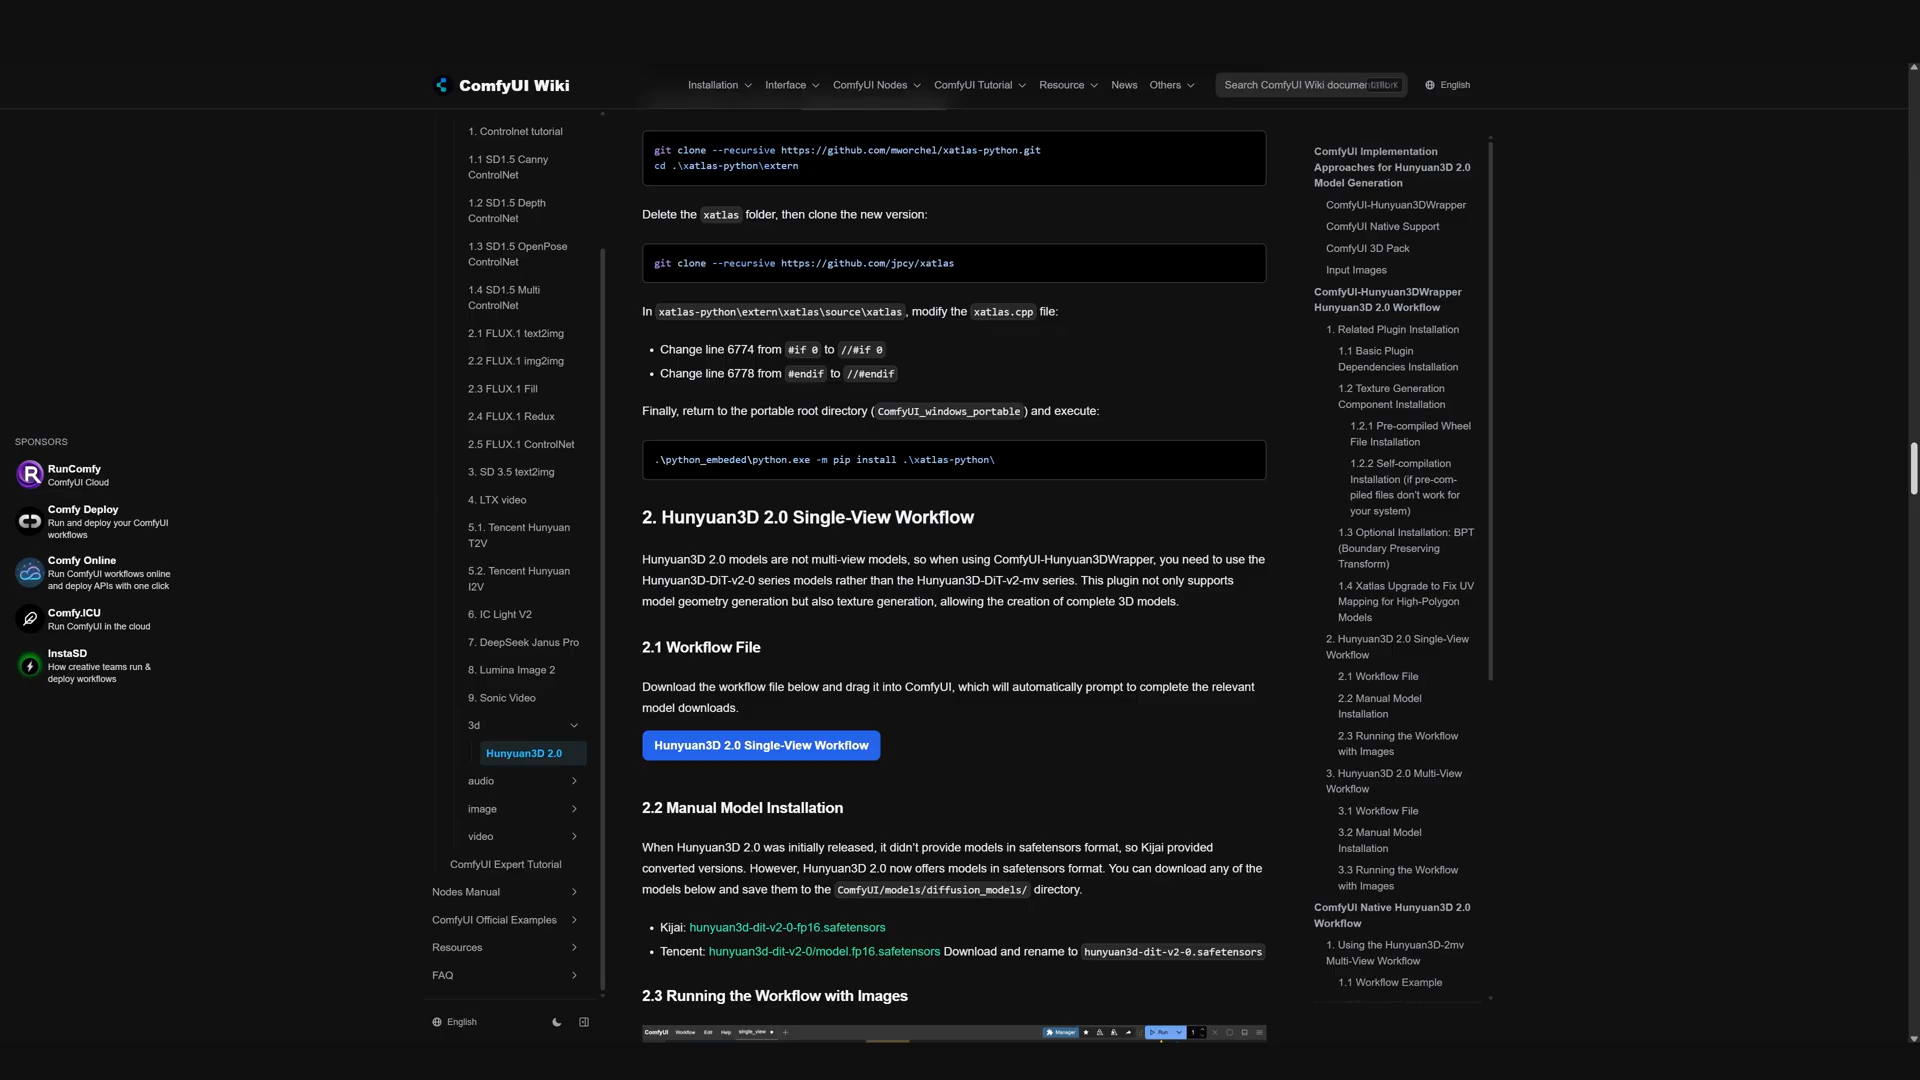 ComfyUI Wiki
Installation
Interface
ComfyUI Nodes
ComfyUI Tutorial
Resource
News
Others
Search ComfyUI Wiki documen
English
1. Controlnet tutorial
1.1 SD1.5 Canny
ControlNet
1.2 SD1.5 Depth
ControlNet
1.3 SD1.5 OpenPose
ControlNet
1.4 SD1.5 Multi
ControlNet
2.1 FLUX.1 text2img
2.2 FLUX.1 img2img
2.3 FLUX.1 Fill
2.4 FLUX.1 Redux
2.5 FLUX.1 ControlNet
3. SD 3.5 text2img
4. LTX video
5.1. Tencent Hunyuan
T2V
5.2. Tencent Hunyuan
I2V
6. IC Light V2
7. DeepSeek Janus Pro
8. Lumina Image 2
9. Sonic Video
3d
Hunyuan3D 2.0
audio
image
video
ComfyUI Expert Tutorial
Nodes Manual
ComfyUI Official Examples
Resources
FAQ
English
SPONSORS
RunComfy
ComfyUI Cloud
Comfy Deploy
Run and deploy your ComfyUI
workflows
Comfy Online
Run ComfyUI workflows online
and deploy APIs with one click
Comfy.ICU
Run ComfyUI in the cloud
InstaSD
How creative teams run &
deploy workflows
git clone --recursive https://github.com/mworchel/xatlas-python.git
cd .\xatlas-python\extern
Delete the xatlas folder, then clone the new version:
git clone --recursive https://github.com/jpcy/xatlas
In xatlas-python\extern\xatlas\source\xatlas, modify the xatlas.cpp file:
• Change line 6774 from #if 0 to //#if 0
• Change line 6778 from #endif to //#endif
Finally, return to the portable root directory (ComfyUI_windows_portable) and execute:
.\python_embeded\python.exe -m pip install .\xatlas-python\
2. Hunyuan3D 2.0 Single-View Workflow
Hunyuan3D 2.0 models are not multi-view models, so when using ComfyUI-Hunyuan3DWrapper, you need to use the
Hunyuan3D-DiT-v2-0 series models rather than the Hunyuan3D-DiT-v2-mv series. This plugin not only supports
model geometry generation but also texture generation, allowing the creation of complete 3D models.
2.1 Workflow File
Download the workflow file below and drag it into ComfyUI, which will automatically prompt to complete the relevant
model downloads.
Hunyuan3D 2.0 Single-View Workflow
2.2 Manual Model Installation
When Hunyuan3D 2.0 was initially released, it didn't provide models in safetensors format, so Kijai provided
converted versions. However, Hunyuan3D 2.0 now offers models in safetensors format. You can download any of the
models below and save them to the ComfyUI/models/diffusion_models/ directory.
• Kijai: hunyuan3d-dit-v2-0-fp16.safetensors
• Tencent: hunyuan3d-dit-v2-0/model.fp16.safetensors Download and rename to hunyuan3d-dit-v2-0.safetensors
2.3 Running the Workflow with Images
ComfyUI Workflow Edit Help single_view Manager Run 1
ComfyUI Implementation
Approaches for Hunyuan3D 2.0
Model Generation
ComfyUI-Hunyuan3DWrapper
ComfyUI Native Support
ComfyUI 3D Pack
Input Images
ComfyUI-Hunyuan3DWrapper
Hunyuan3D 2.0 Workflow
1. Related Plugin Installation
1.1 Basic Plugin
Dependencies Installation
1.2 Texture Generation
Component Installation
1.2.1 Pre-compiled Wheel
File Installation
1.2.2 Self-compilation
Installation (if pre-com-
piled files don't work for
your system)
1.3 Optional Installation: BPT
(Boundary Preserving
Transform)
1.4 Xatlas Upgrade to Fix UV
Mapping for High-Polygon
Models
2. Hunyuan3D 2.0 Single-View
Workflow
2.1 Workflow File
2.2 Manual Model
Installation
2.3 Running the Workflow
with Images
3. Hunyuan3D 2.0 Multi-View
Workflow
3.1 Workflow File
3.2 Manual Model
Installation
3.3 Running the Workflow
with Images
ComfyUI Native Hunyuan3D 2.0
Workflow
1. Using the Hunyuan3D-2mv
Multi-View Workflow
1.1 Workflow Example